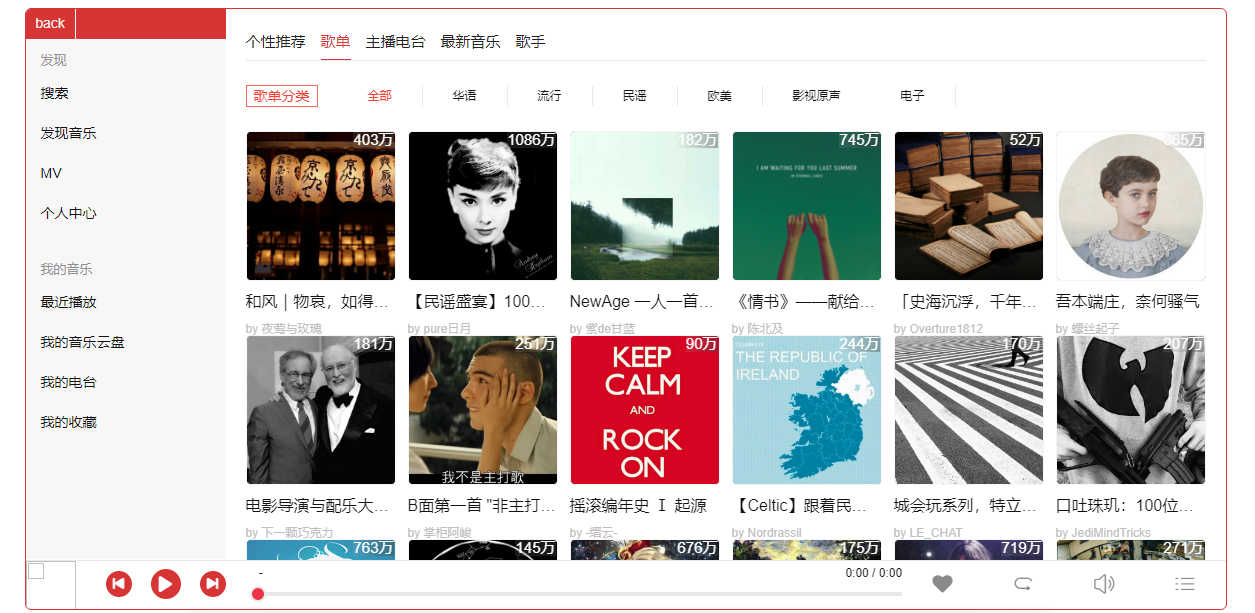 back
发现
搜索
发现音乐
MV
个人中心
我的音乐
最近播放
我的音乐云盘
我的电台
我的收藏
个性推荐 歌单 主播电台 最新音乐 歌手
歌单分类 全部 华语 流行 民谣 欧美 影视原声 电子
403万 1086万 182万 745万 52万 365万
I AM WAITING FOR YOU LAST SUMMER
和风｜物哀，如得... 【民谣盛宴】100... NewAge 一人一首... 《情书》——献给... 「史海沉浮，千年... 吾本端庄，奈何骚气
by 夜莺与玫瑰 by pure日月 by 紫de甘蓝 by 陈北及 by Overture1812 by 螺丝起子
181万 251万 90万 244万 170万 207万
我不是主打歌
KEEP
CALM
AND
ROCK
ON
Counties of
THE REPUBLIC OF
IRELAND
电影导演与配乐大... B面第一首 "非主打... 摇滚编年史 Ⅰ 起源 【Celtic】跟着民... 城会玩系列，特立... 口吐珠玑：100位...
by 下一颗巧克力 by 掌柜阿峻 by -缙云- by Nordrassil by LE_CHAT by JediMindTricks
763万 145万 676万 175万 719万 271万
- 0:00 / 0:00